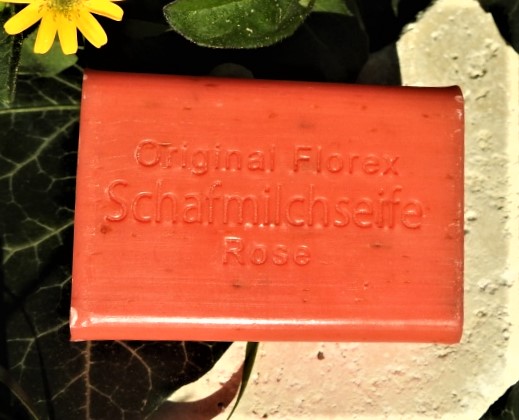 Original Florex
Schafmilchseife
Rose